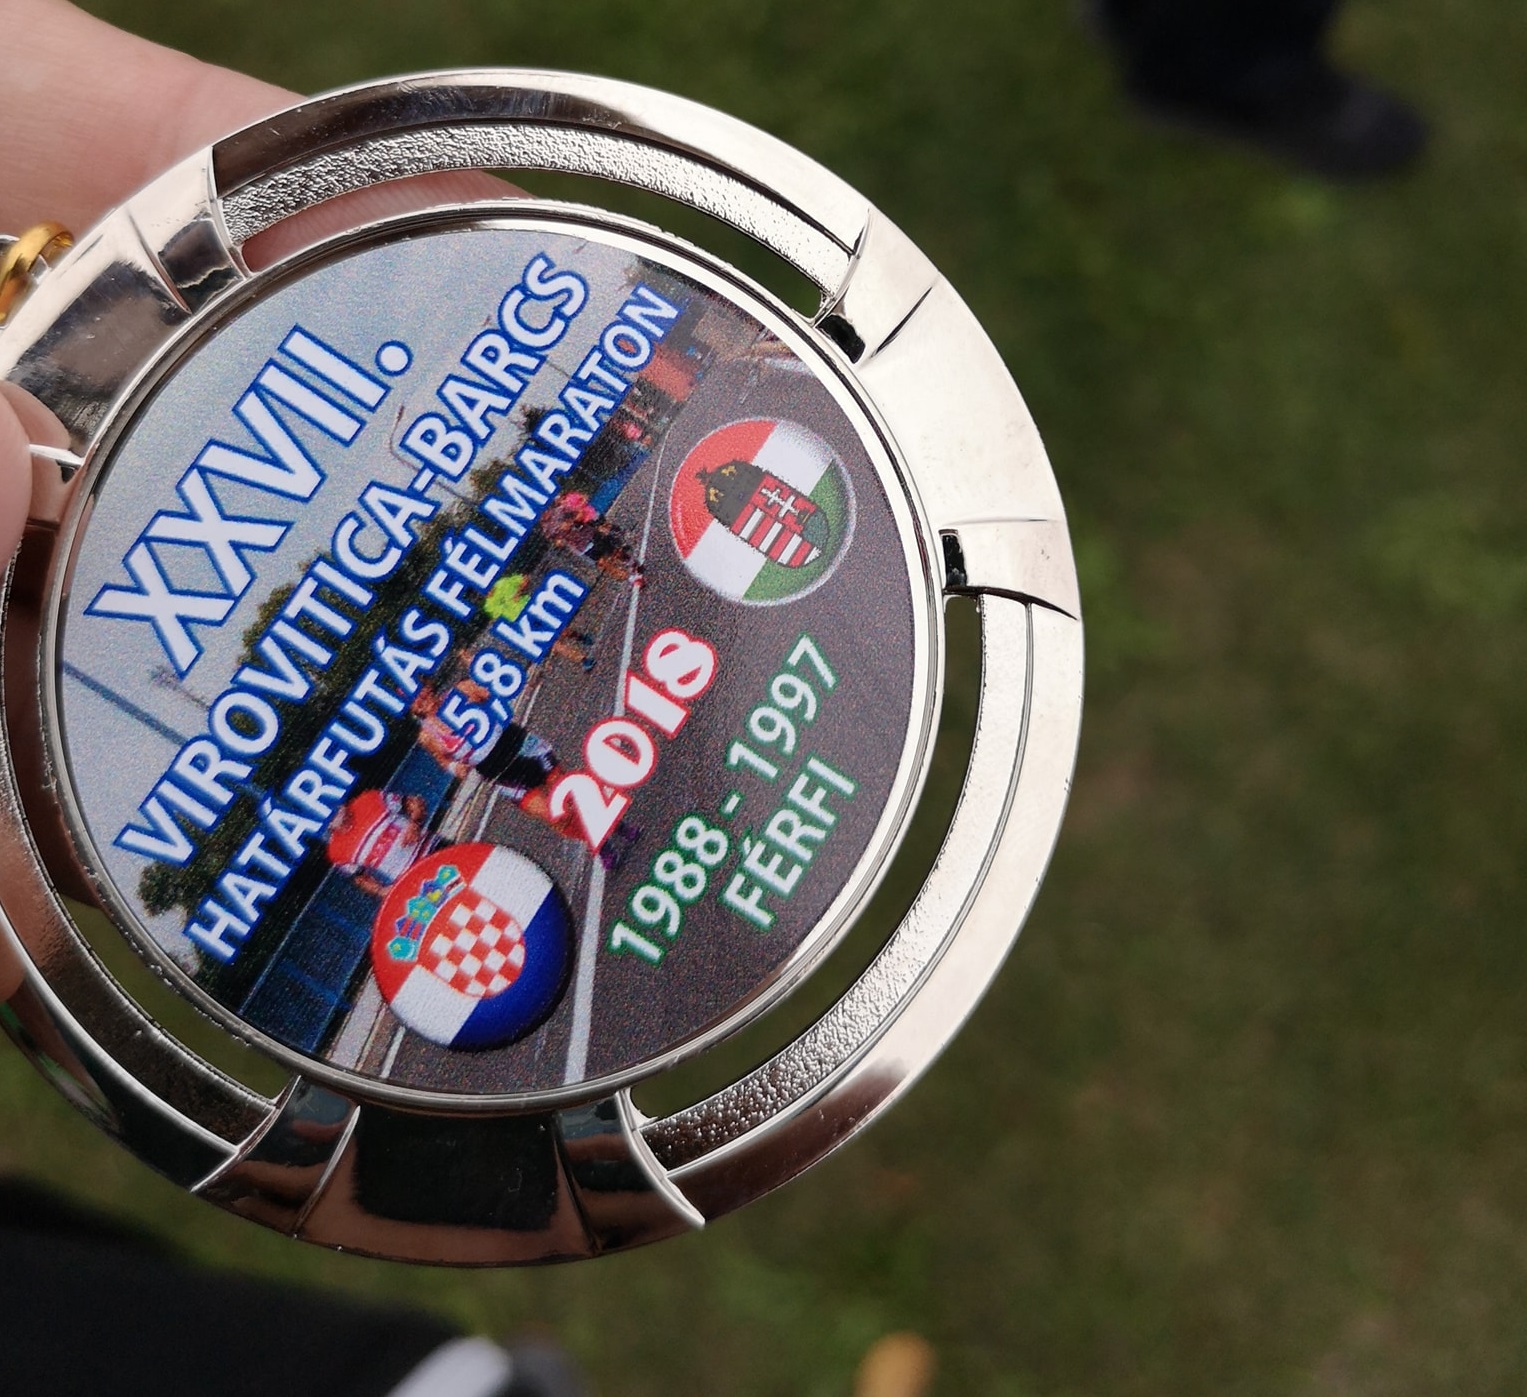 XXVII.
VIROVITICA-BARCS
HATÁRFUTÁS FÉLMARATON
5,8 km
2018
1988 - 1997
FÉRFI